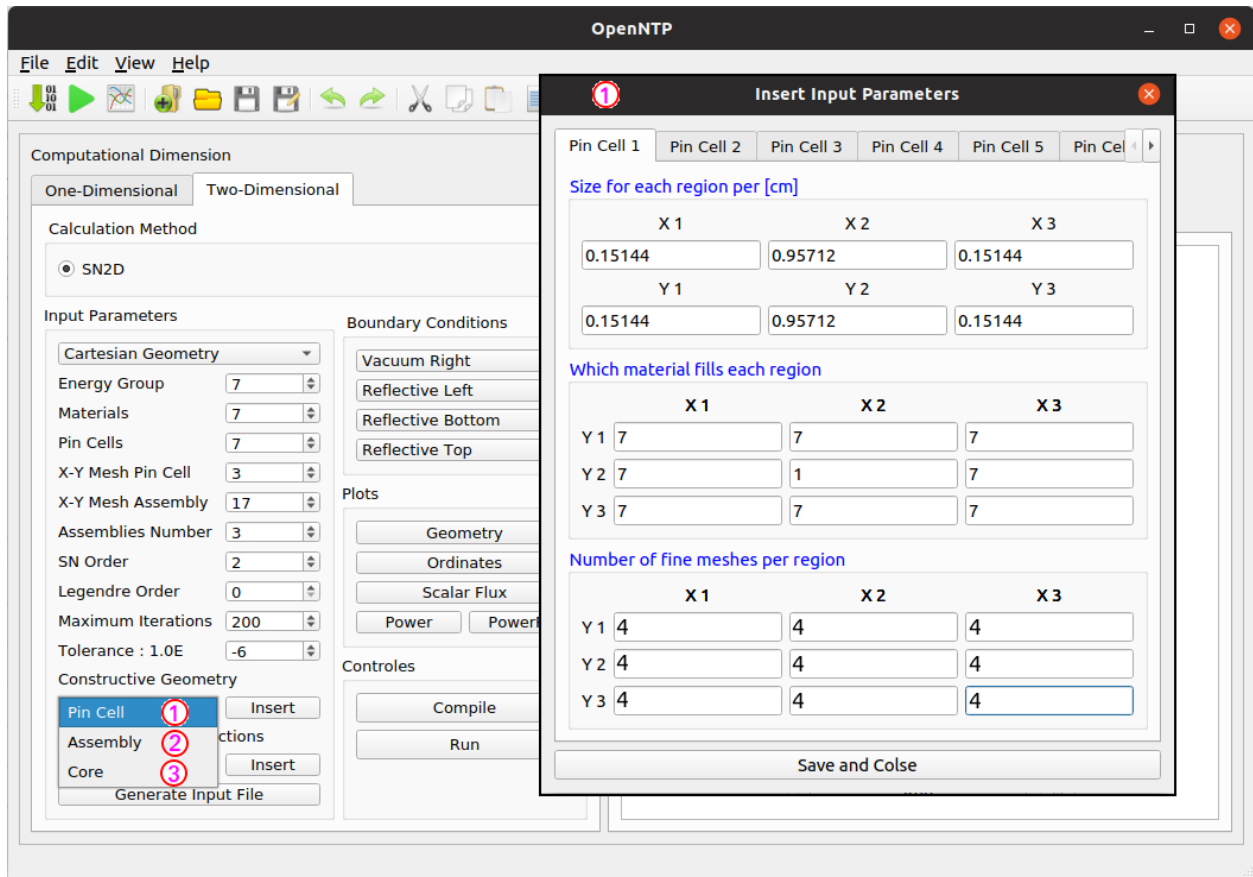 OpenNTP
File Edit View Help
Computational Dimension
One-Dimensional Two-Dimensional
Calculation Method
SN2D
Input Parameters
Cartesian Geometry
Energy Group 7
Materials 7
Pin Cells 7
X-Y Mesh Pin Cell 3
X-Y Mesh Assembly 17
Assemblies Number 3
SN Order 2
Legendre Order 0
Maximum Iterations 200
Tolerance : 1.0E -6
Constructive Geometry
Pin Cell 1 Insert
Assembly 2 ctions
Core 3 Insert
Generate Input File
Boundary Conditions
Vacuum Right
Reflective Left
Reflective Bottom
Reflective Top
Plots
Geometry
Ordinates
Scalar Flux
Power Power
Controles
Compile
Run
1 Insert Input Parameters
Pin Cell 1 Pin Cell 2 Pin Cell 3 Pin Cell 4 Pin Cell 5 Pin Cel
Size for each region per [cm]
X 1 X 2 X 3
0.15144 0.95712 0.15144
Y 1 Y 2 Y 3
0.15144 0.95712 0.15144
Which material fills each region
X 1 X 2 X 3
Y 1 7 7 7
Y 2 7 1 7
Y 3 7 7 7
Number of fine meshes per region
X 1 X 2 X 3
Y 1 4 4 4
Y 2 4 4 4
Y 3 4 4 4
Save and Colse